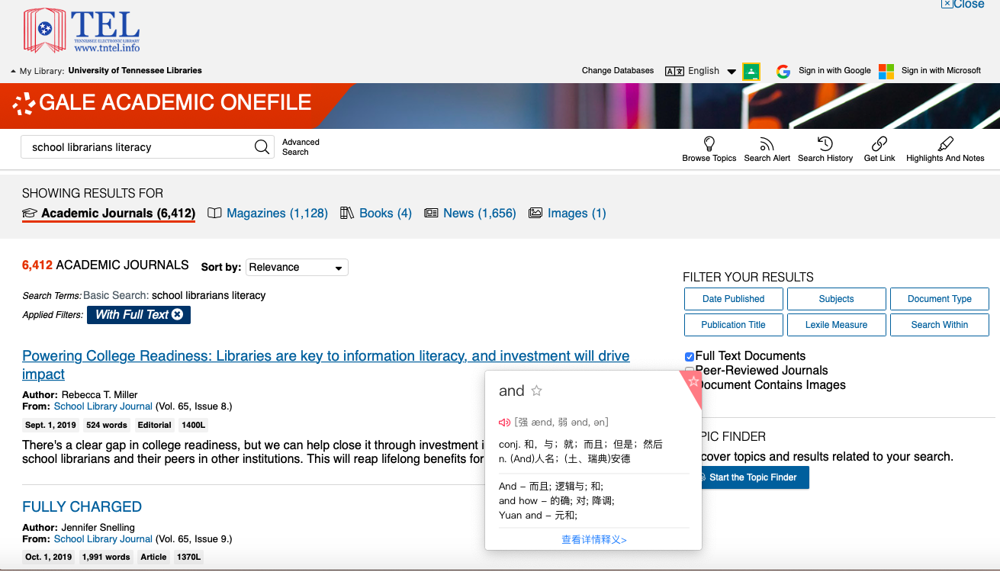 Close
TEL
TENNESSEE ELECTRONIC LIBRARY
www.tntel.info
My Library: University of Tennessee Libraries
Change Databases
English
Sign in with Google
Sign in with Microsoft
GALE ACADEMIC ONEFILE
school librarians literacy
Advanced
Search
Browse Topics
Search Alert
Search History
Get Link
Highlights And Notes
SHOWING RESULTS FOR
Academic Journals (6,412)
Magazines (1,128)
Books (4)
News (1,656)
Images (1)
6,412 ACADEMIC JOURNALS
Sort by: Relevance
Search Terms: Basic Search: school librarians literacy
Applied Filters: With Full Text
FILTER YOUR RESULTS
Date Published
Subjects
Document Type
Publication Title
Lexile Measure
Search Within
Full Text Documents
Peer-Reviewed Journals
Document Contains Images
Powering College Readiness: Libraries are key to information literacy, and investment will drive
impact
Author: Rebecca T. Miller
From: School Library Journal (Vol. 65, Issue 8.)
Sept. 1, 2019
524 words
Editorial
1400L
There's a clear gap in college readiness, but we can help close it through investment i
school librarians and their peers in other institutions. This will reap lifelong benefits for
FULLY CHARGED
Author: Jennifer Snelling
From: School Library Journal (Vol. 65, Issue 9.)
Oct. 1, 2019
1,991 words
Article
1370L
and
[强 ænd, 弱 ənd, ən]
conj. 和，与；就；而且；但是；然后
n. (And)人名；(土、瑞典)安德
And – 而且; 逻辑与; 和;
and how – 的确; 对; 降调;
Yuan and – 元和;
查看详情释义>
PIC FINDER
cover topics and results related to your search.
Start the Topic Finder